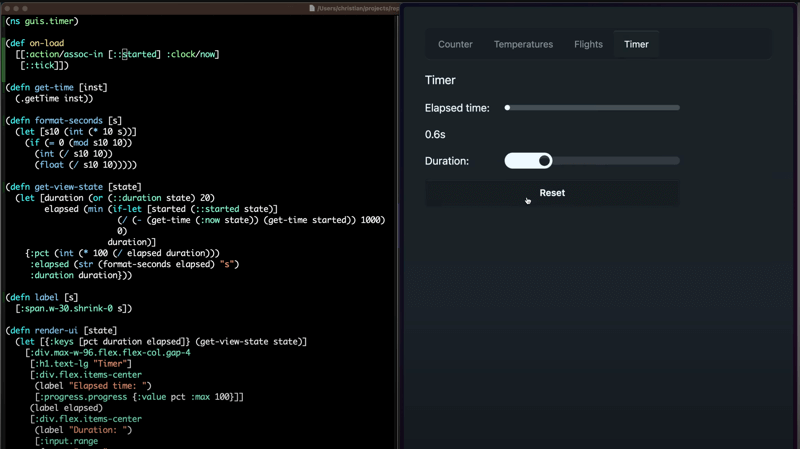 /Users/christian/projects/rep
(ns guis.timer)
(def on-load
[[:action/assoc-in [::started] :clock/now]
[::tick]])
(defn get-time [inst]
(.getTime inst))
(defn format-seconds [s]
(let [s10 (int (* 10 s))]
(if (= 0 (mod s10 10))
(int (/ s10 10))
(float (/ s10 10)))))
(defn get-view-state [state]
(let [duration (or (::duration state) 20)
elapsed (min (if-let [started (::started state)]
(/ (- (get-time (:now state)) (get-time started)) 1000)
0)
duration)]
{:pct (int (* 100 (/ elapsed duration)))
:elapsed (str (format-seconds elapsed) "s")
:duration duration}))
(defn label [s]
[:span.w-30.shrink-0 s])
(defn render-ui [state]
(let [{:keys [pct duration elapsed]} (get-view-state state)]
[:div.max-w-96.flex.flex-col.gap-4
[:h1.text-lg "Timer"]
[:div.flex.items-center
(label "Elapsed time: ")
[:progress.progress {:value pct :max 100}]]
(label elapsed)
[:div.flex.items-center
(label "Duration: ")
[:input.range
Counter Temperatures Flights Timer
Timer
Elapsed time:
0.6s
Duration:
Reset